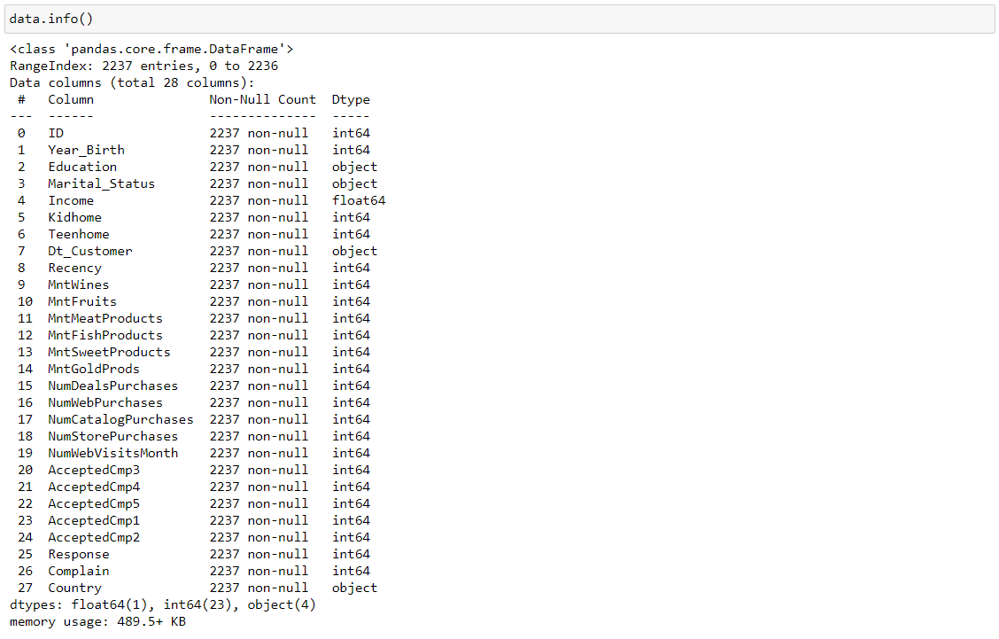 data.info()
<class 'pandas.core.frame.DataFrame'>
RangeIndex: 2237 entries, 0 to 2236
Data columns (total 28 columns):
 #   Column               Non-Null Count  Dtype
---  ------               --------------  -----
 0   ID                   2237 non-null   int64
 1   Year_Birth           2237 non-null   int64
 2   Education            2237 non-null   object
 3   Marital_Status       2237 non-null   object
 4   Income               2237 non-null   float64
 5   Kidhome              2237 non-null   int64
 6   Teenhome             2237 non-null   int64
 7   Dt_Customer          2237 non-null   object
 8   Recency              2237 non-null   int64
 9   MntWines             2237 non-null   int64
 10  MntFruits            2237 non-null   int64
 11  MntMeatProducts      2237 non-null   int64
 12  MntFishProducts      2237 non-null   int64
 13  MntSweetProducts     2237 non-null   int64
 14  MntGoldProds         2237 non-null   int64
 15  NumDealsPurchases    2237 non-null   int64
 16  NumWebPurchases      2237 non-null   int64
 17  NumCatalogPurchases  2237 non-null   int64
 18  NumStorePurchases    2237 non-null   int64
 19  NumWebVisitsMonth    2237 non-null   int64
 20  AcceptedCmp3         2237 non-null   int64
 21  AcceptedCmp4         2237 non-null   int64
 22  AcceptedCmp5         2237 non-null   int64
 23  AcceptedCmp1         2237 non-null   int64
 24  AcceptedCmp2         2237 non-null   int64
 25  Response             2237 non-null   int64
 26  Complain             2237 non-null   int64
 27  Country              2237 non-null   object
dtypes: float64(1), int64(23), object(4)
memory usage: 489.5+ KB